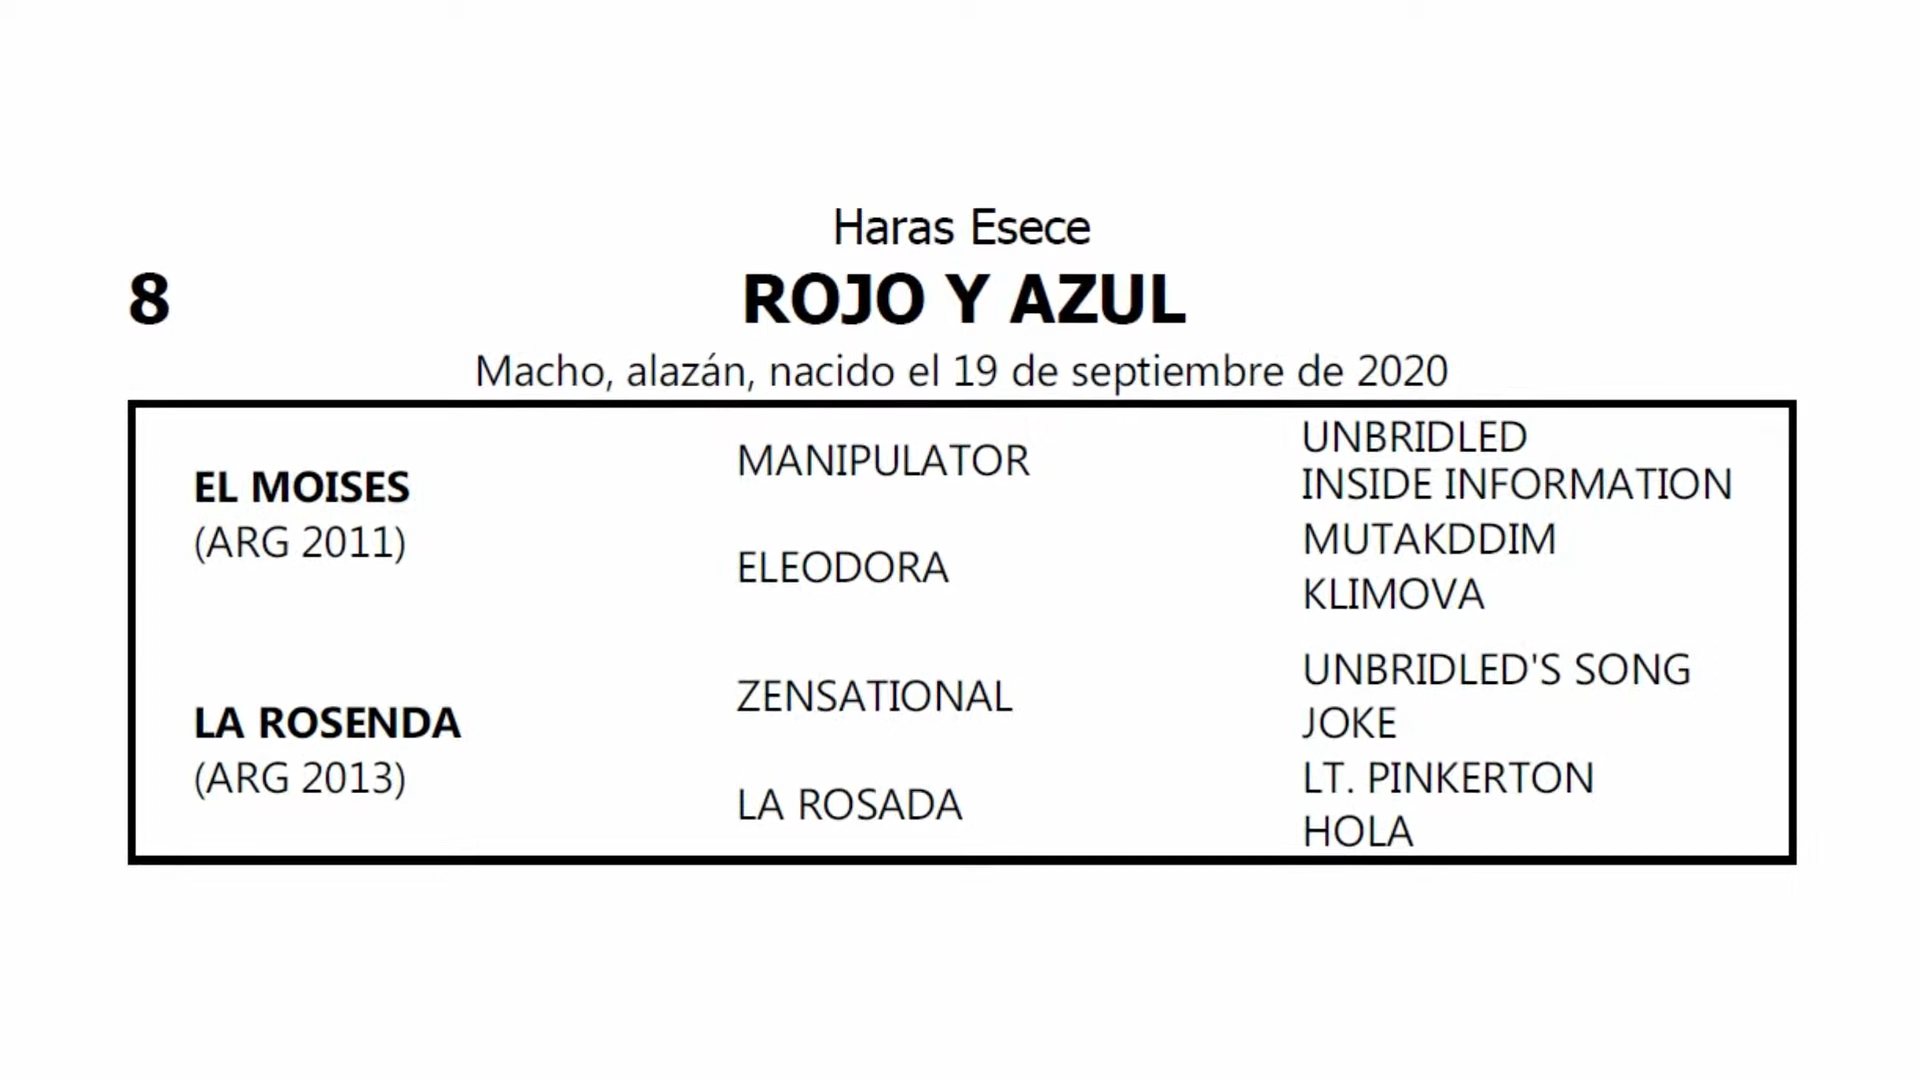 Haras Esece
8 ROJO Y AZUL
Macho, alazán, nacido el 19 de septiembre de 2020
EL MOISES
(ARG 2011)
MANIPULATOR
UNBRIDLED
INSIDE INFORMATION
ELEODORA
MUTAKDDIM
KLIMOVA
LA ROSENDA
(ARG 2013)
ZENSATIONAL
UNBRIDLED'S SONG
JOKE
LA ROSADA
LT. PINKERTON
HOLA